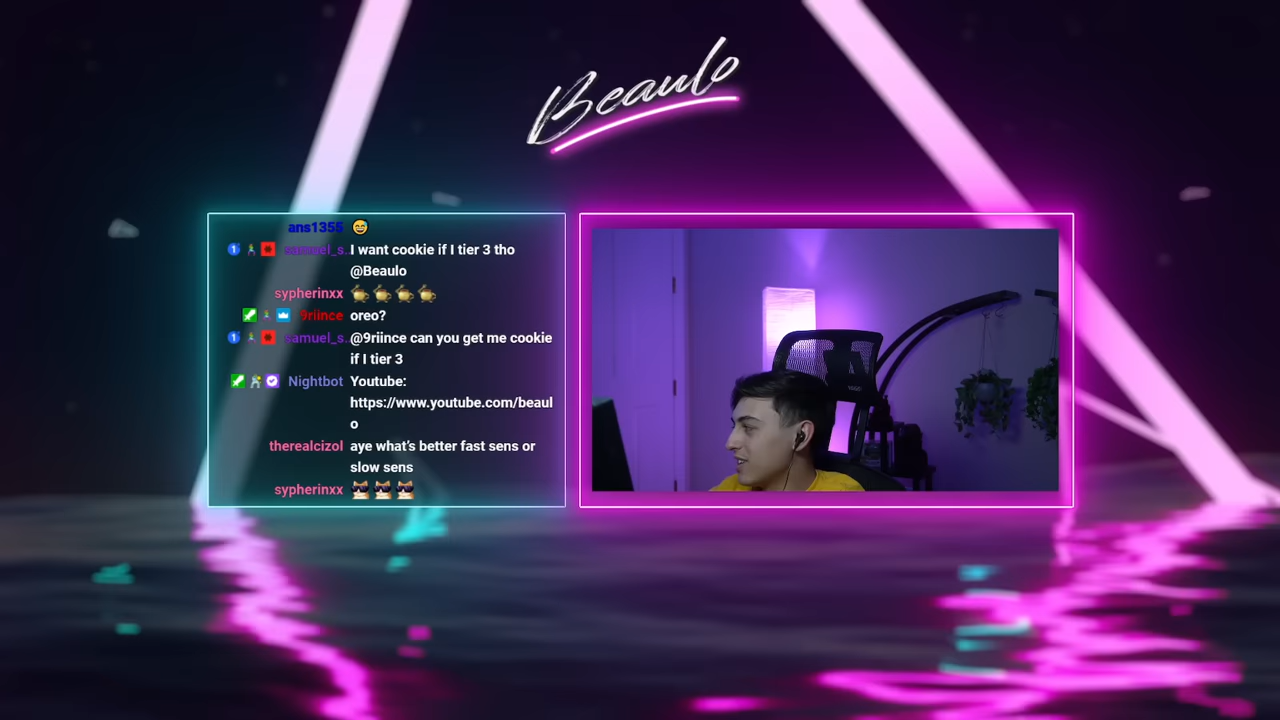 Beaulo
ans1355
I want cookie if I tier 3 tho
@Beaulo
sypherinxx
9riince oreo?
samuel_s. @9riince can you get me cookie
if I tier 3
Nightbot Youtube:
https://www.youtube.com/beaul
o
therealcizol aye what's better fast sens or
slow sens
sypherinxx